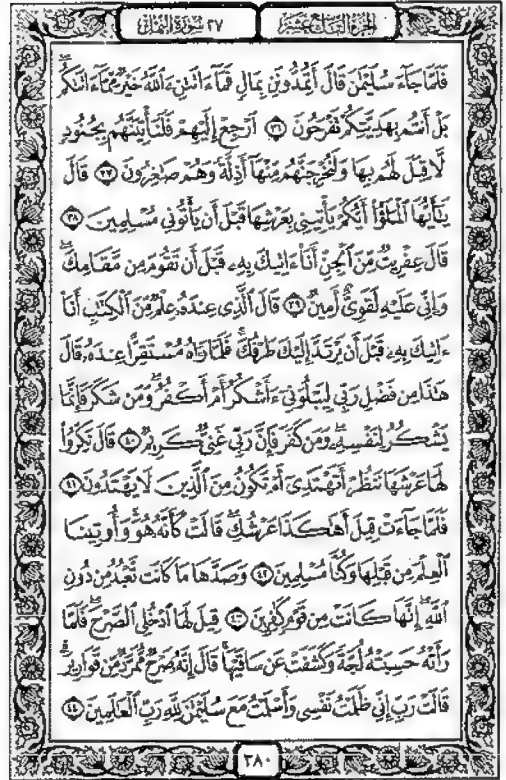 الجزء التاسع عشر ٢٧ سورة النمل
فَلَمَّا جَآءَ سُلَيْمَٰنَ قَالَ أَتُمِدُّونَنِ بِمَالٍ فَمَآ ءَاتَىٰنِۦَ ٱللَّهُ خَيْرٌ مِّمَّآ ءَاتَىٰكُمۚ
بَلْ أَنتُم بِهَدِيَّتِكُمْ تَفْرَحُونَ ٣٦ ٱرْجِعْ إِلَيْهِمْ فَلَنَأْتِيَنَّهُم بِجُنُودٍ
لَّا قِبَلَ لَهُم بِهَا وَلَنُخْرِجَنَّهُم مِّنْهَآ أَذِلَّةً وَهُمْ صَٰغِرُونَ ٣٧ قَالَ
يَٰٓأَيُّهَا ٱلْمَلَؤُا۟ أَيُّكُمْ يَأْتِينِى بِعَرْشِهَا قَبْلَ أَن يَأْتُونِى مُسْلِمِينَ ٣٨
قَالَ عِفْرِيتٌ مِّنَ ٱلْجِنِّ أَنَا۠ ءَاتِيكَ بِهِۦ قَبْلَ أَن تَقُومَ مِن مَّقَامِكَۖ
وَإِنِّى عَلَيْهِ لَقَوِىٌّ أَمِينٌ ٣٩ قَالَ ٱلَّذِى عِندَهُۥ عِلْمٌ مِّنَ ٱلْكِتَٰبِ أَنَا۠
ءَاتِيكَ بِهِۦ قَبْلَ أَن يَرْتَدَّ إِلَيْكَ طَرْفُكَۚ فَلَمَّا رَءَاهُ مُسْتَقِرًّا عِندَهُۥ قَالَ
هَٰذَا مِن فَضْلِ رَبِّى لِيَبْلُوَنِىٓ ءَأَشْكُرُ أَمْ أَكْفُرُۖ وَمَن شَكَرَ فَإِنَّمَا
يَشْكُرُ لِنَفْسِهِۦۖ وَمَن كَفَرَ فَإِنَّ رَبِّى غَنِىٌّ كَرِيمٌ ٤٠ قَالَ نَكِّرُوا۟
لَهَا عَرْشَهَا نَنظُرْ أَتَهْتَدِىٓ أَمْ تَكُونُ مِنَ ٱلَّذِينَ لَا يَهْتَدُونَ ٤١
فَلَمَّا جَآءَتْ قِيلَ أَهَٰكَذَا عَرْشُكِۖ قَالَتْ كَأَنَّهُۥ هُوَۚ وَأُوتِينَا
ٱلْعِلْمَ مِن قَبْلِهَا وَكُنَّا مُسْلِمِينَ ٤٢ وَصَدَّهَا مَا كَانَت تَّعْبُدُ مِن دُونِ
ٱللَّهِۖ إِنَّهَا كَانَتْ مِن قَوْمٍ كَٰفِرِينَ ٤٣ قِيلَ لَهَا ٱدْخُلِى ٱلصَّرْحَۖ فَلَمَّا
رَأَتْهُ حَسِبَتْهُ لُجَّةً وَكَشَفَتْ عَن سَاقَيْهَاۚ قَالَ إِنَّهُۥ صَرْحٌ مُّمَرَّدٌ مِّن قَوَارِيرَۗ
قَالَتْ رَبِّ إِنِّى ظَلَمْتُ نَفْسِى وَأَسْلَمْتُ مَعَ سُلَيْمَٰنَ لِلَّهِ رَبِّ ٱلْعَٰلَمِينَ ٤٤
٣٨٠